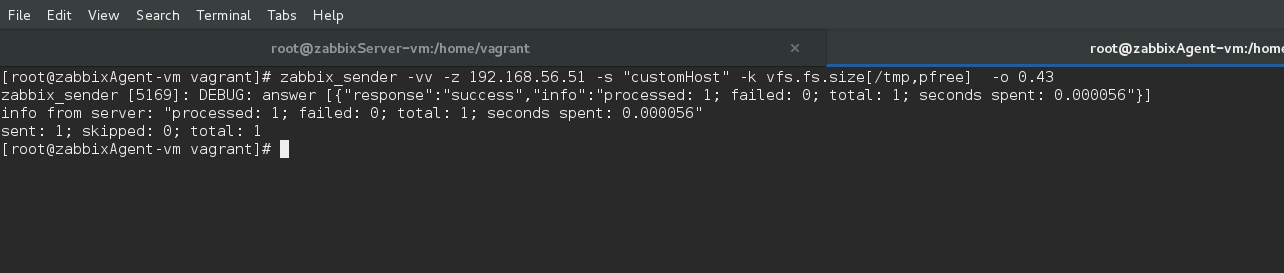 File Edit View Search Terminal Tabs Help
root@zabbixServer-vm:/home/vagrant × root@zabbixAgent-vm:/home
[root@zabbixAgent-vm vagrant]# zabbix_sender -vv -z 192.168.56.51 -s "customHost" -k vfs.fs.size[/tmp,pfree]  -o 0.43
zabbix_sender [5169]: DEBUG: answer [{"response":"success","info":"processed: 1; failed: 0; total: 1; seconds spent: 0.000056"}]
info from server: "processed: 1; failed: 0; total: 1; seconds spent: 0.000056"
sent: 1; skipped: 0; total: 1
[root@zabbixAgent-vm vagrant]#